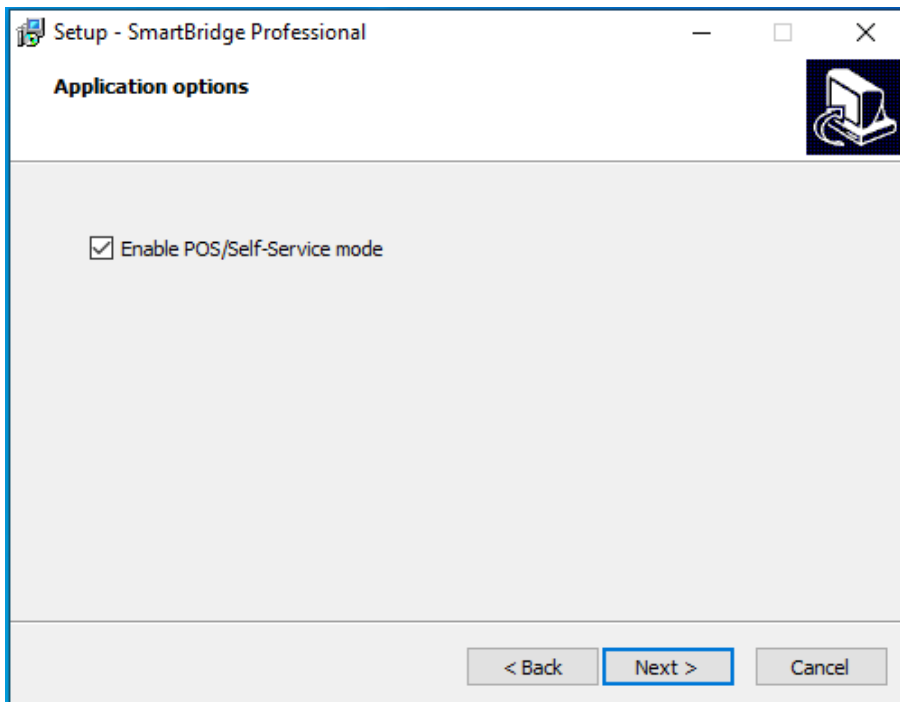 Setup - SmartBridge Professional
Application options
Enable POS/Self-Service mode
< Back Next > Cancel